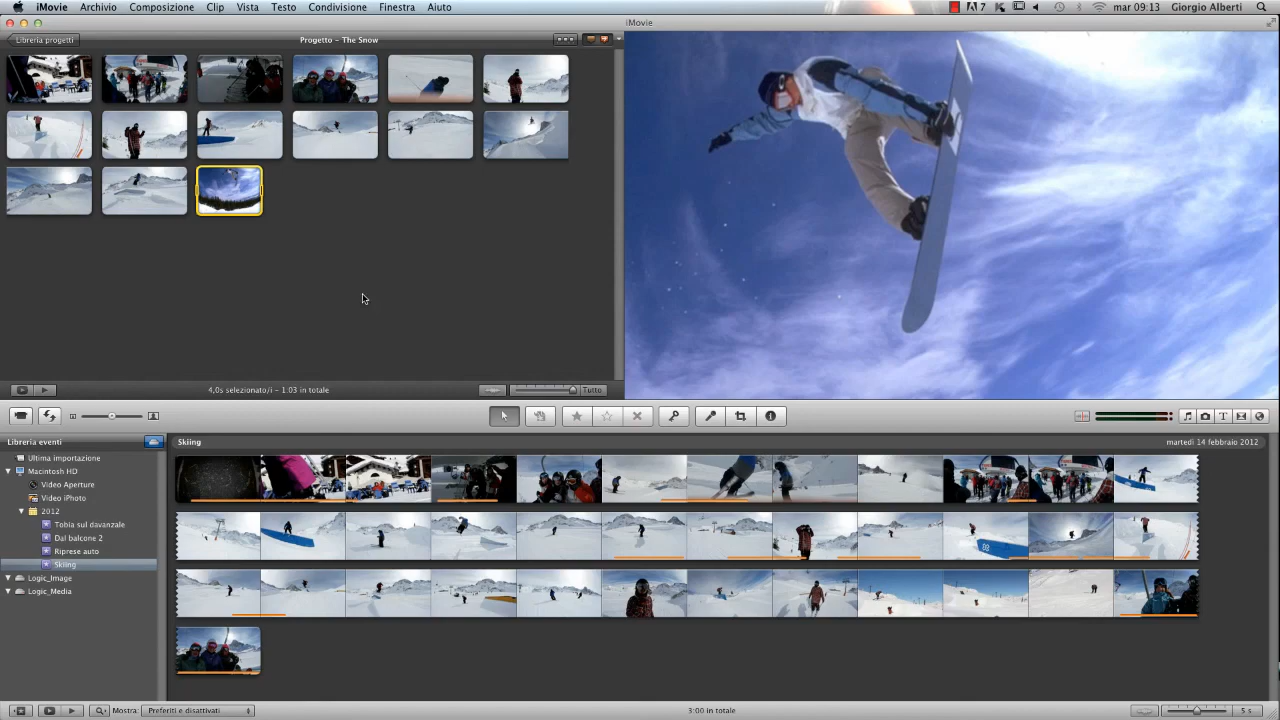 iMovie Archivio Composizione Clip Vista Testo Condivisione Finestra Aiuto 7 mar 09:13 Giorgio Alberti
iMovie
Libreria progetti Progetto - The Snow
4,0s selezionato/i - 1:03 in totale Tutto
Libreria eventi
Skiing martedì 14 febbraio 2012
Ultima importazione
Macintosh HD
Video Aperture
Video iPhoto
2012
Tobia sul davanzale
Dal balcone 2
Riprese auto
Skiing
Logic_Image
Logic_Media
Mostra: Preferiti e disattivati 3:00 in totale 5 s